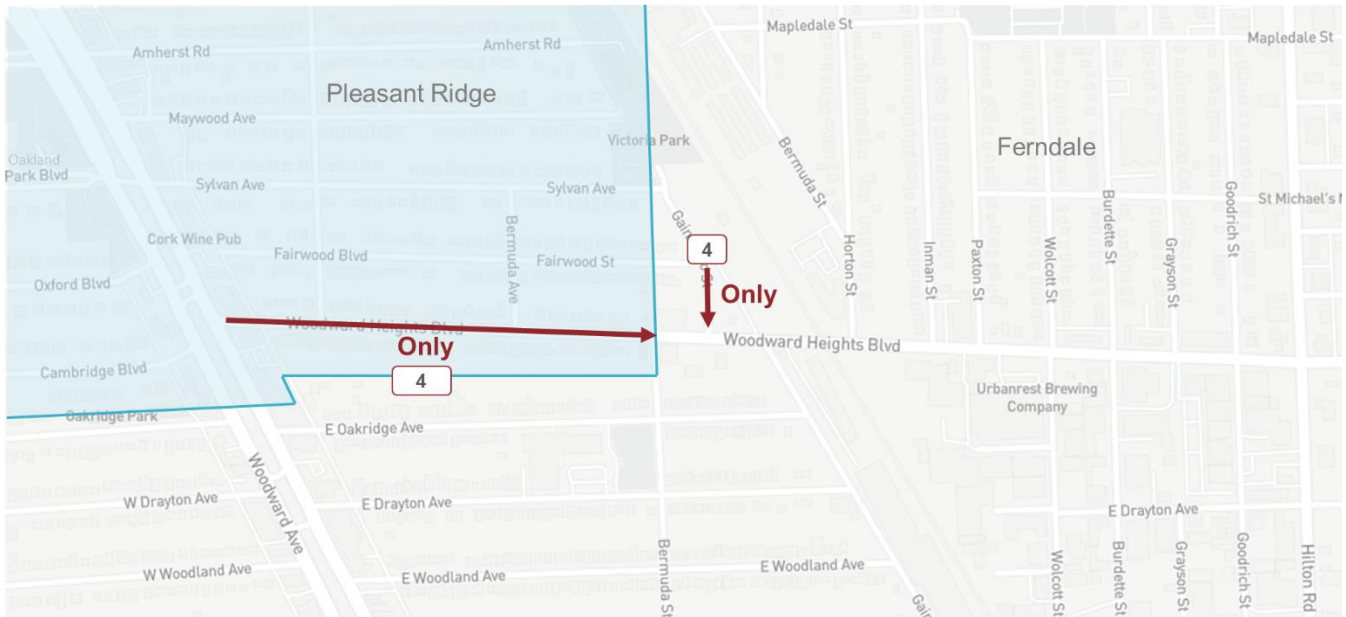 Amherst Rd
Amherst Rd
Mapledale St
Mapledale St
Pleasant Ridge
Maywood Ave
Victoria Park
Bermuda St
Ferndale
Oakland
Park Blvd
Sylvan Ave
Sylvan Ave
Bermuda Ave
Burdette St
Goodrich St
St Michael's
Cork Wine Pub
Fairwood Blvd
Fairwood St
4
Horton St
Inman St
Paxton St
Wolcott St
Grayson St
Oxford Blvd
Only
Woodward Heights Blvd
Only
Woodward Heights Blvd
Cambridge Blvd
4
Urbanrest Brewing
Company
Oakridge Park
E Oakridge Ave
Woodward Ave
W Drayton Ave
E Drayton Ave
E Drayton Ave
W Woodland Ave
E Woodland Ave
Bermuda St
E Woodland Ave
Wolcott St
Burdette St
Grayson St
Goodrich St
Hilton Rd